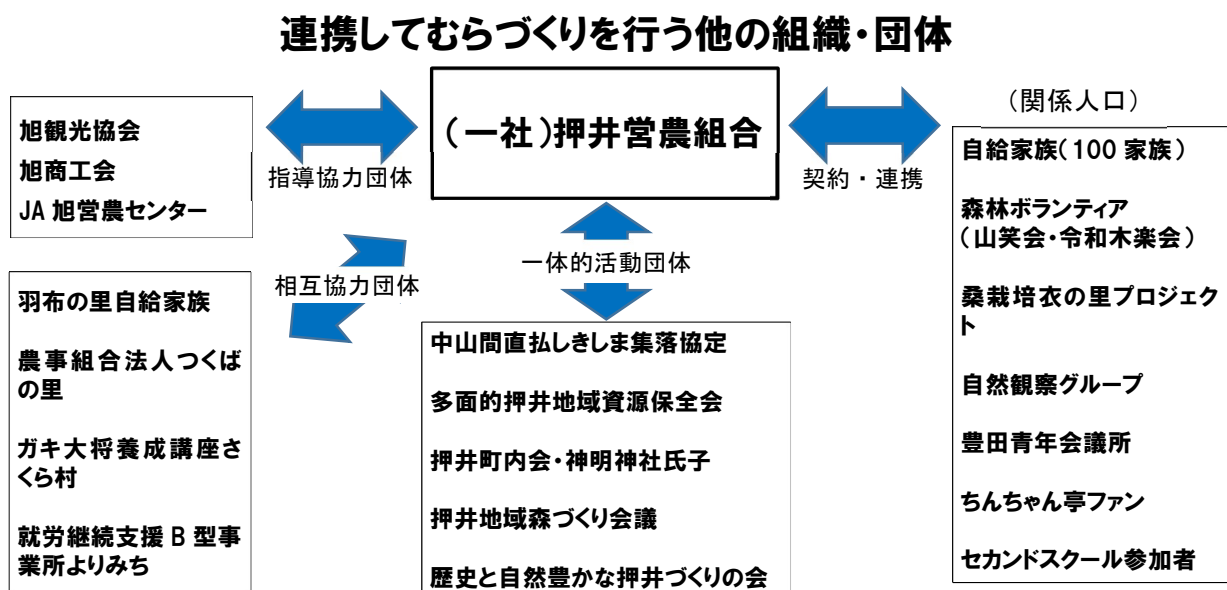 連携してむらづくりを行う他の組織・団体
旭観光協会
旭商工会
JA 旭営農センター
指導協力団体
(一社)押井営農組合
契約・連携
(関係人口)
自給家族(100 家族)
森林ボランティア
(山笑会・令和木楽会)
桑栽培衣の里プロジェク
ト
自然観察グループ
豊田青年会議所
ちんちゃん亭ファン
セカンドスクール参加者
相互協力団体
羽布の里自給家族
農事組合法人つくば
の里
ガキ大将養成講座さ
くら村
就労継続支援 B 型事
業所よりみち
一体的活動団体
中山間直払しきしま集落協定
多面的押井地域資源保全会
押井町内会・神明神社氏子
押井地域森づくり会議
歴史と自然豊かな押井づくりの会